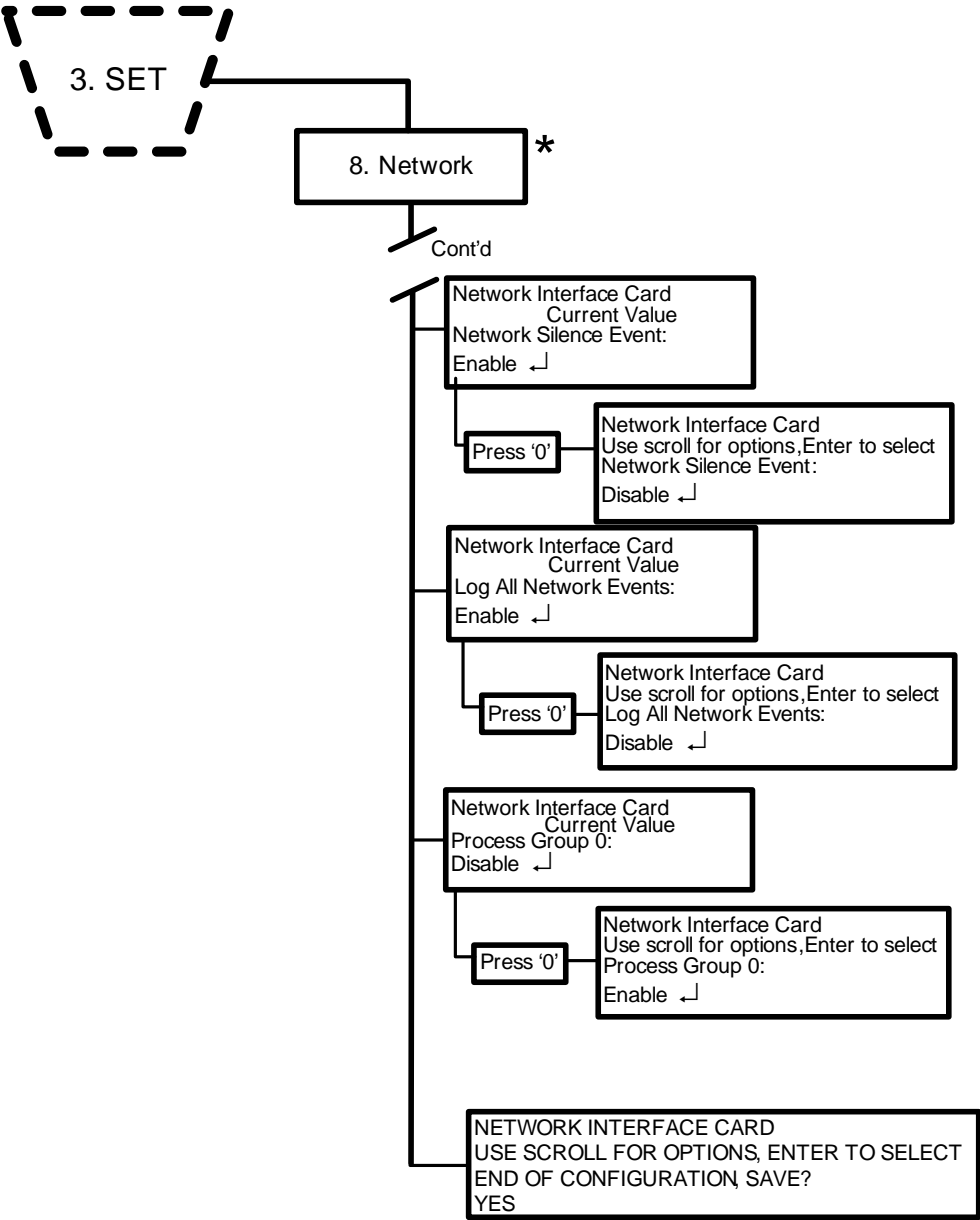 3. SET
8. Network
*
Cont'd
Network Interface Card
Current Value
Network Silence Event:
Enable ↵
Press ‘0’
Network Interface Card
Use scroll for options,Enter to select
Network Silence Event:
Disable ↵
Network Interface Card
Current Value
Log All Network Events:
Enable ↵
Press ‘0’
Network Interface Card
Use scroll for options,Enter to select
Log All Network Events:
Disable ↵
Network Interface Card
Current Value
Process Group 0:
Disable ↵
Press ‘0’
Network Interface Card
Use scroll for options,Enter to select
Process Group 0:
Enable ↵
NETWORK INTERFACE CARD
USE SCROLL FOR OPTIONS, ENTER TO SELECT
END OF CONFIGURATION, SAVE?
YES